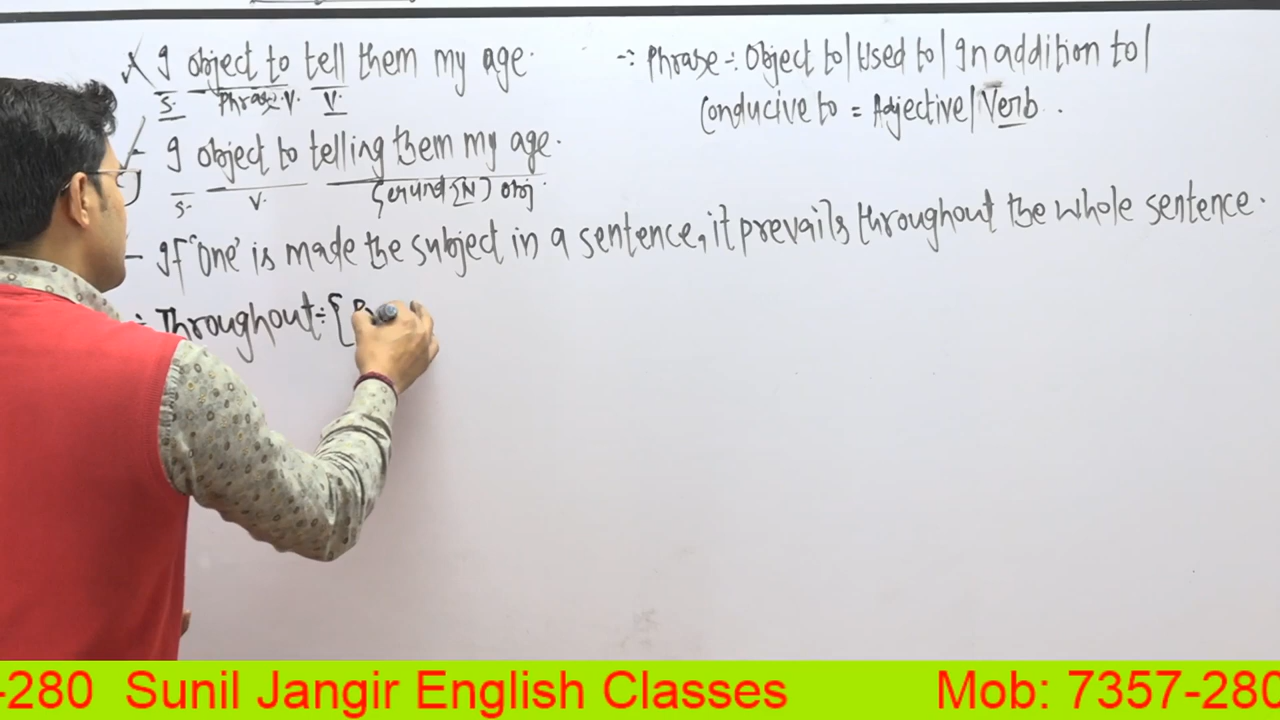 I object to tell them my age. ∴ Phrase ÷ Object to | Used to | In addition to |
S. Phrase V. V.
Conducive to = Adjective | Verb .
- I object to telling them my age.
S. V. Gerund [N] obj
- If 'One' is made the subject in a sentence, it prevails throughout the whole sentence.
Throughout ÷ {
-280 Sunil Jangir English Classes Mob: 7357-280